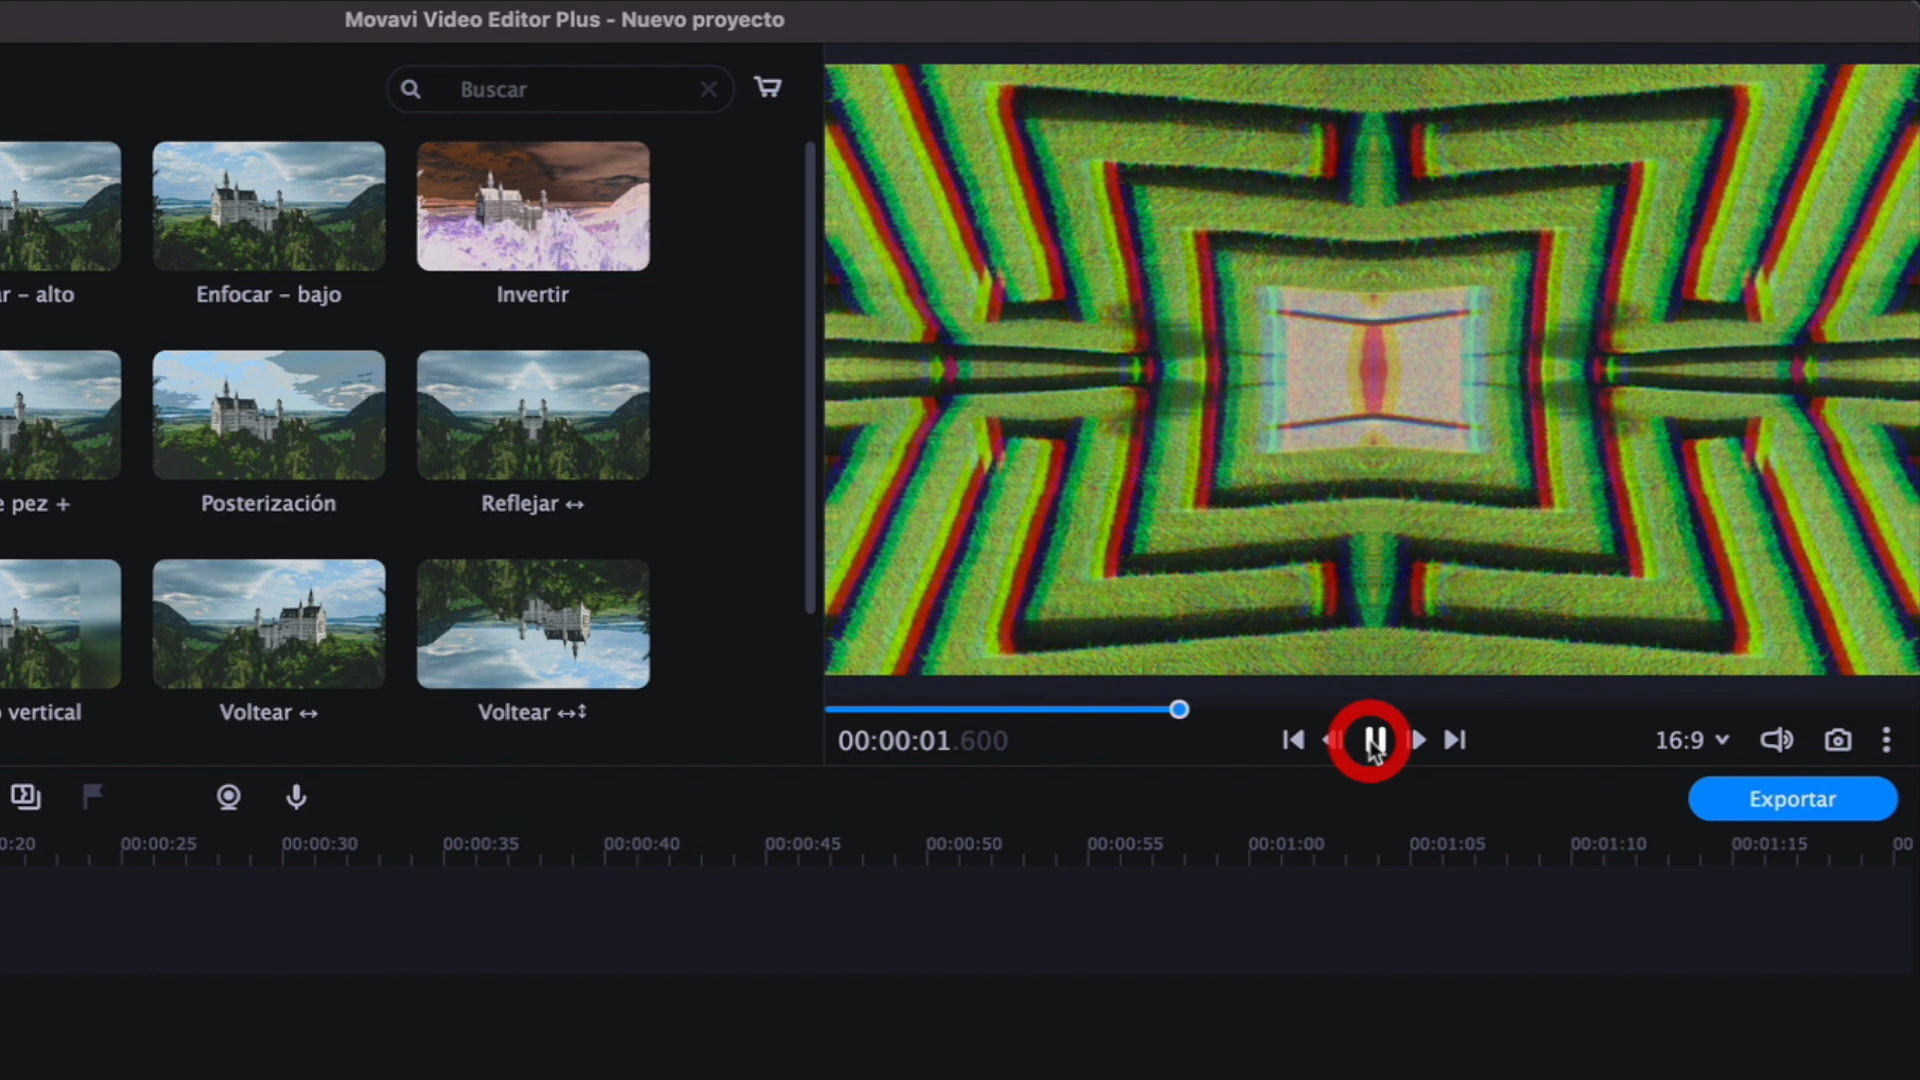 Movavi Video Editor Plus - Nuevo proyecto
Buscar
r – alto
Enfocar – bajo
Invertir
e pez +
Posterización
Reflejar ↔
vertical
Voltear ↔
Voltear ↔↕
00:00:01.600
16:9
Exportar
0:20 00:00:25 00:00:30 00:00:35 00:00:40 00:00:45 00:00:50 00:00:55 00:01:00 00:01:05 00:01:10 00:01:15 00